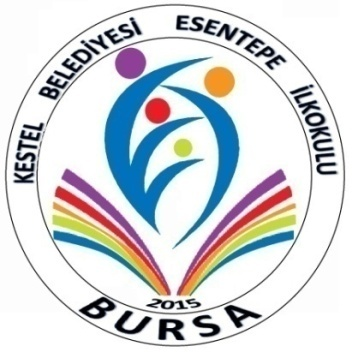 KESTEL BELEDİYESİ ESENTEPE İLKOKULU
2015
BURSA